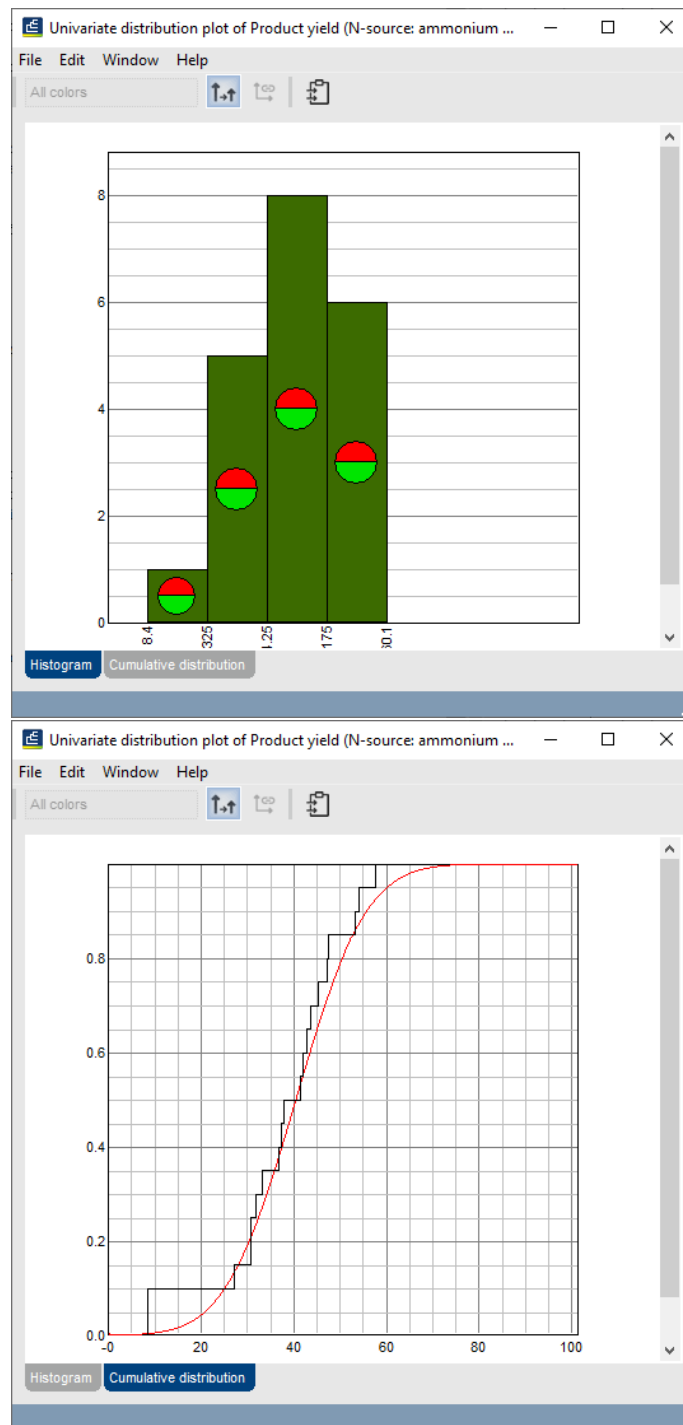 Univariate distribution plot of Product yield (N-source: ammonium ...
File Edit Window Help
All colors
8
6
4
2
0
8.4 325 4.25 175 60.1
Histogram Cumulative distribution
Univariate distribution plot of Product yield (N-source: ammonium ...
File Edit Window Help
All colors
0.8
0.6
0.4
0.2
0.0
-0 20 40 60 80 100
Histogram Cumulative distribution